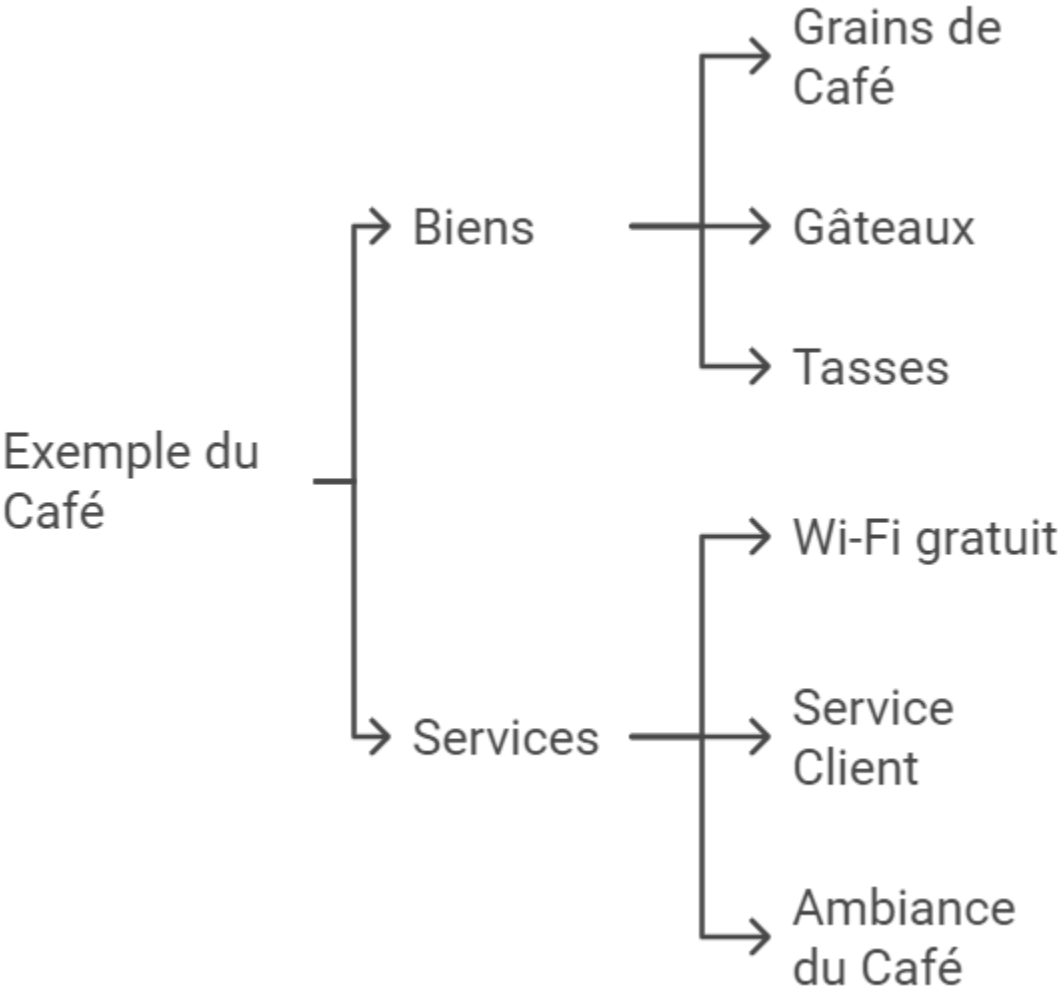 Exemple du
Café
Biens
Grains de
Café
Gâteaux
Tasses
Services
Wi-Fi gratuit
Service
Client
Ambiance
du Café